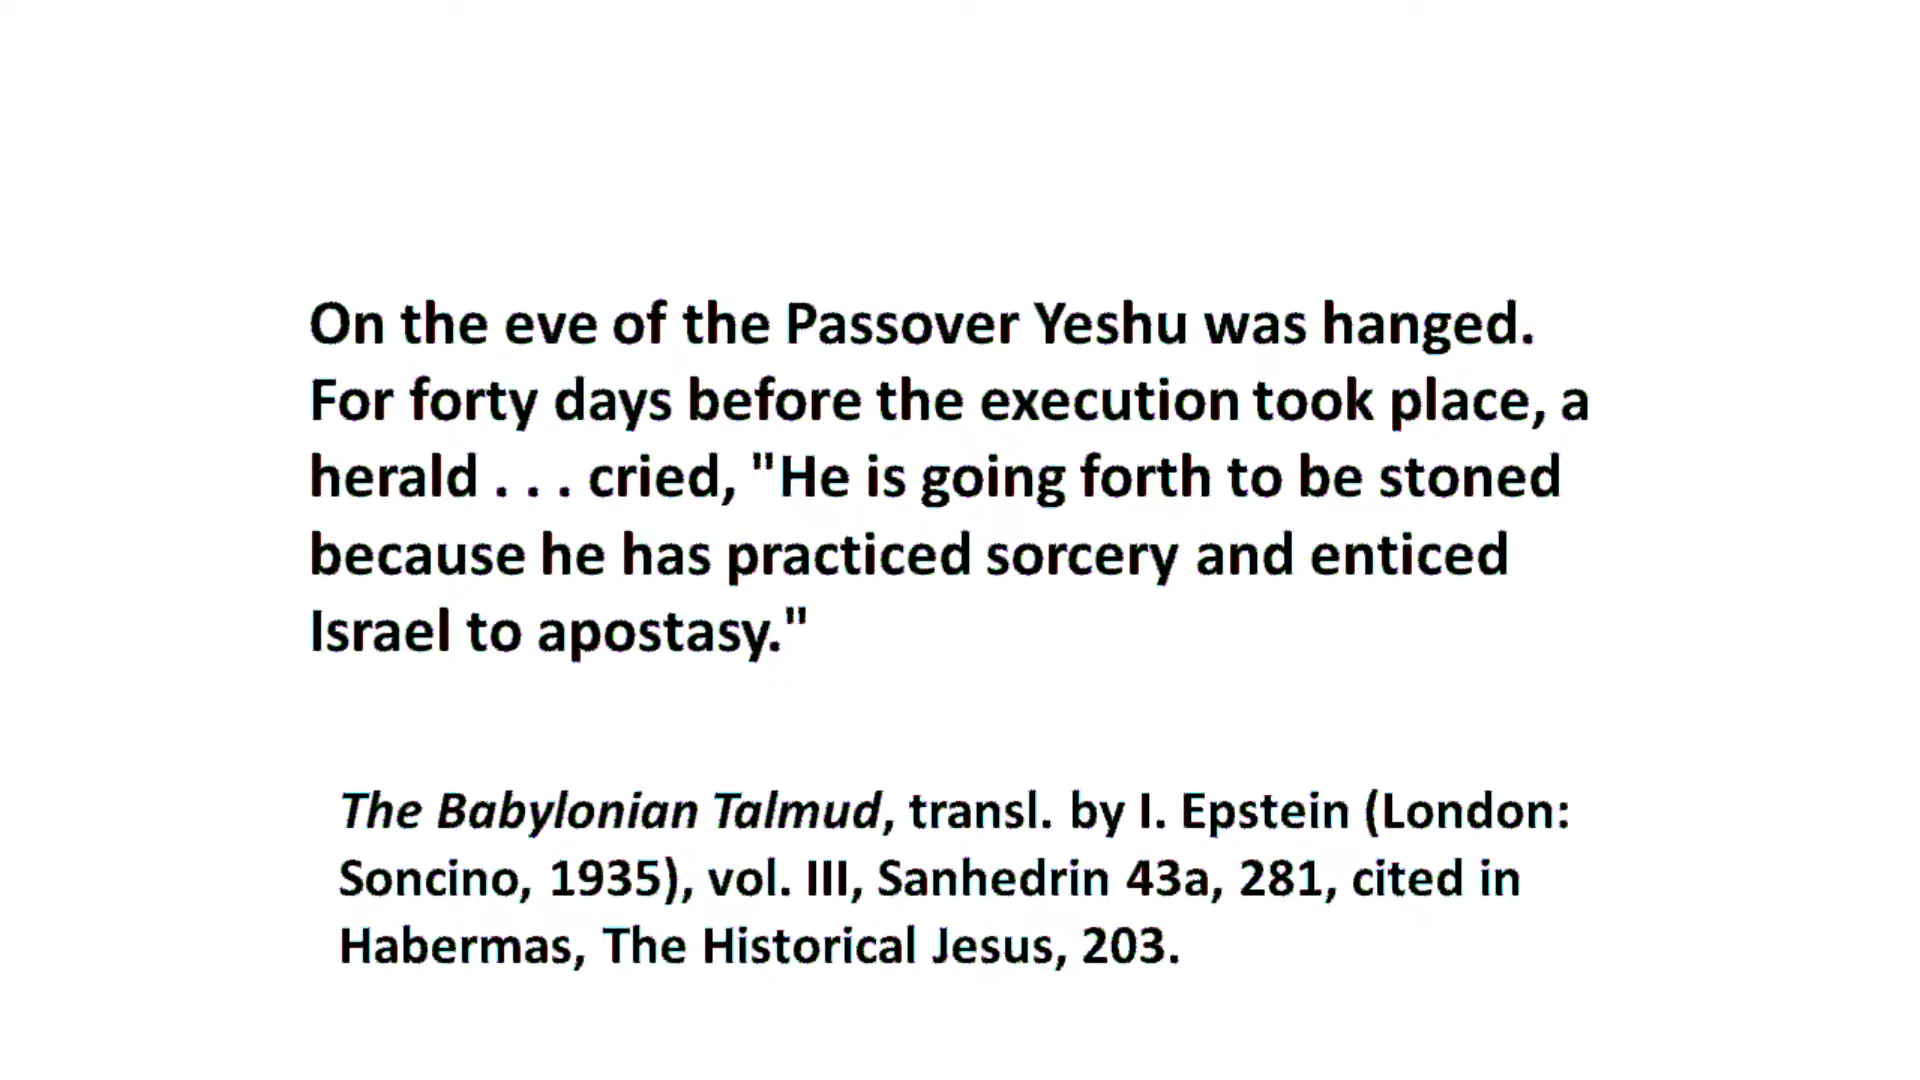 On the eve of the Passover Yeshu was hanged.
For forty days before the execution took place, a
herald . . . cried, "He is going forth to be stoned
because he has practiced sorcery and enticed
Israel to apostasy."
The Babylonian Talmud, transl. by I. Epstein (London:
Soncino, 1935), vol. III, Sanhedrin 43a, 281, cited in
Habermas, The Historical Jesus, 203.